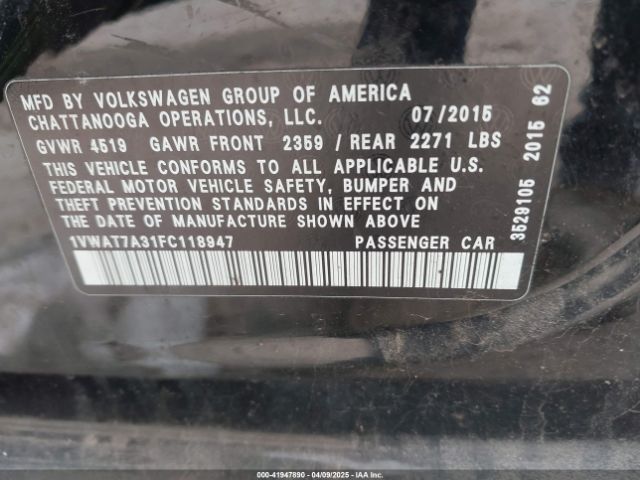 MFD BY VOLKSWAGEN GROUP OF AMERICA
CHATTANOOGA OPERATIONS, LLC. 07/2015
GVWR 4519 GAWR FRONT 2359 / REAR 2271 LBS
THIS VEHICLE CONFORMS TO ALL APPLICABLE U.S.
FEDERAL MOTOR VEHICLE SAFETY, BUMPER AND
THEFT PREVENTION STANDARDS IN EFFECT ON
THE DATE OF MANUFACTURE SHOWN ABOVE
1VWAT7A31FC118947 PASSENGER CAR
3529105 2015 62
000-41947890 | 04/09/2025 - IAA Inc.